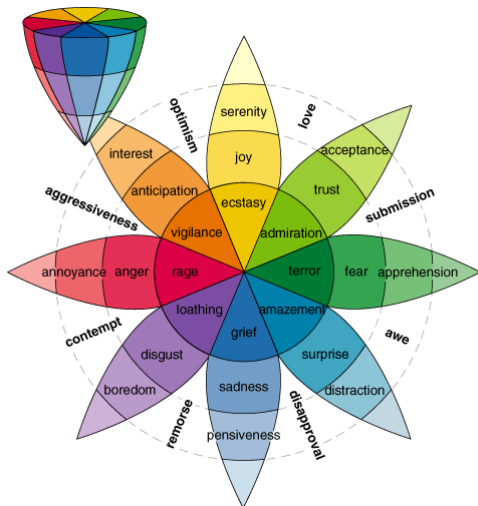 serenity
optimism
love
interest
joy
acceptance
anticipation
trust
aggressiveness
ecstasy
submission
vigilance
admiration
annoyance
anger
rage
terror
fear
apprehension
loathing
amazement
contempt
grief
awe
disgust
surprise
boredom
sadness
distraction
remorse
pensiveness
disapproval